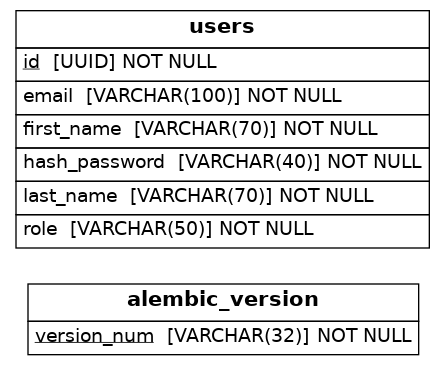 users
id [UUID] NOT NULL
email [VARCHAR(100)] NOT NULL
first_name [VARCHAR(70)] NOT NULL
hash_password [VARCHAR(40)] NOT NULL
last_name [VARCHAR(70)] NOT NULL
role [VARCHAR(50)] NOT NULL
alembic_version
version_num [VARCHAR(32)] NOT NULL